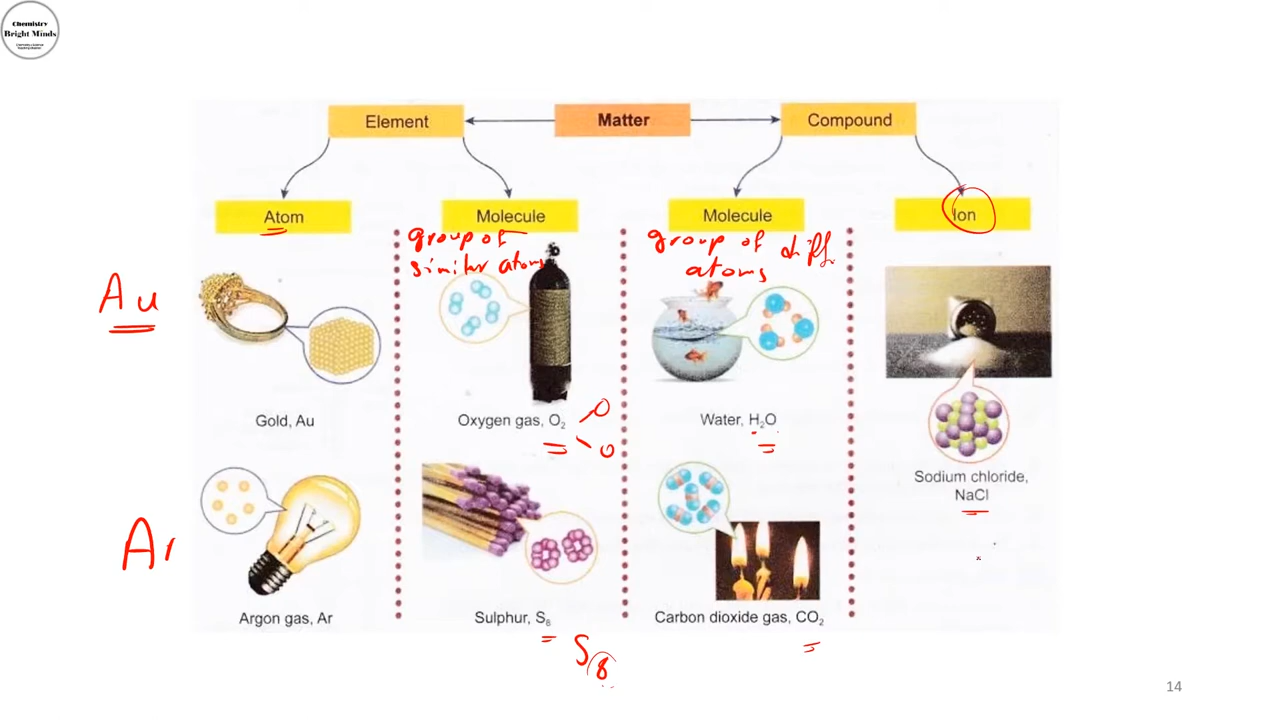 Chemistry
Bright Minds
Element
Matter
Compound
Atom
Molecule
Molecule
Ion
group of
similar atoms
group of diff.
atoms
Au
Gold, Au
Oxygen gas, O₂
O
O
Water, H₂O
Sodium chloride,
NaCl
Ar
Argon gas, Ar
Sulphur, S₈
S8
Carbon dioxide gas, CO₂
14